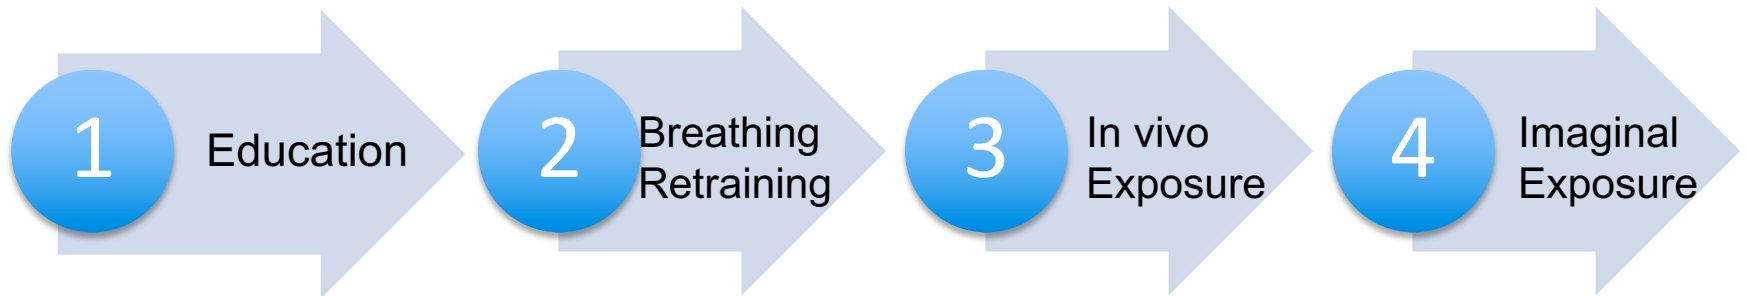 1
Education
2
Breathing
Retraining
3
In vivo
Exposure
4
Imaginal
Exposure